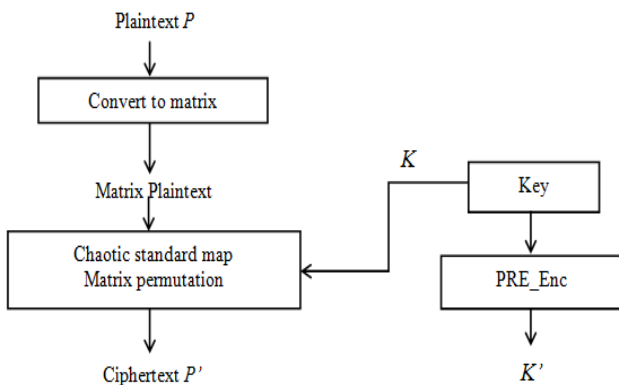 Plaintext P
Convert to matrix
K
Matrix Plaintext
Key
Chaotic standard map
Matrix permutation
PRE_Enc
Ciphertext P’
K’